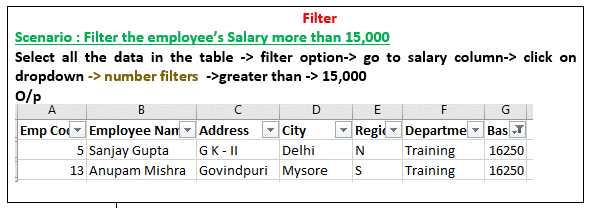 Filter
Scenario : Filter the employee's Salary more than 15,000
Select all the data in the table -> filter option-> go to salary column-> click on
dropdown -> number filters ->greater than -> 15,000
O/p
A B C D E F G
Emp Cod Employee Nam Address City Regio Departme Bas
5 Sanjay Gupta G K - II Delhi N Training 16250
13 Anupam Mishra Govindpuri Mysore S Training 16250